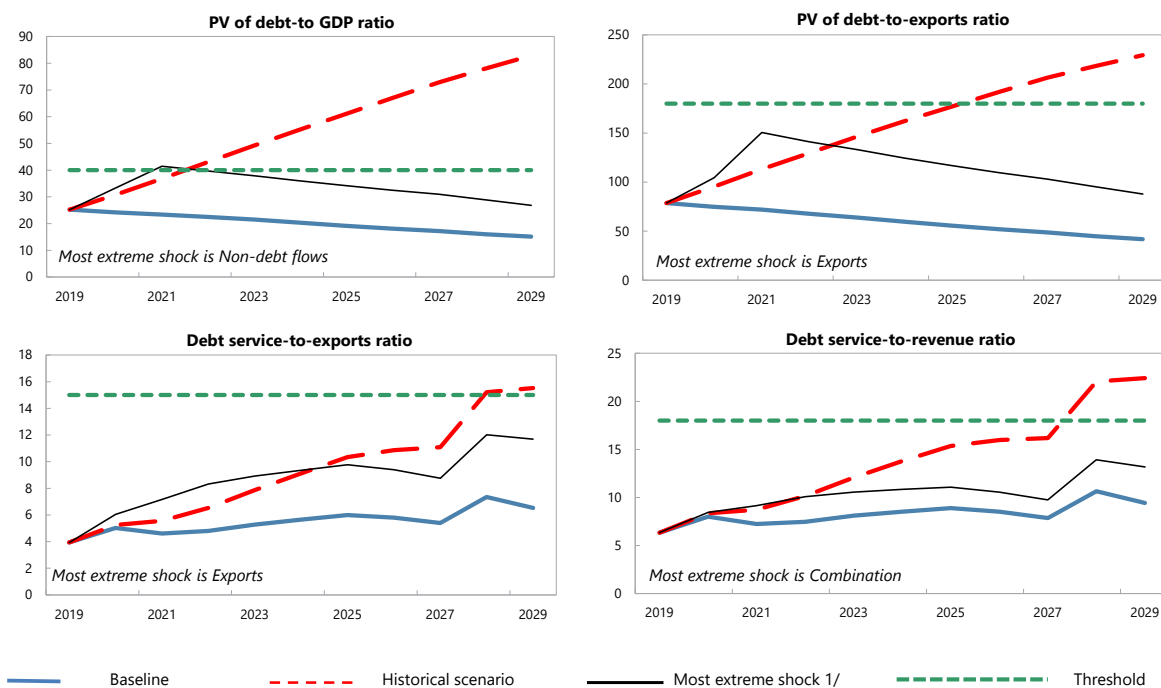 PV of debt-to GDP ratio
90
80
70
60
50
40
30
20
10
0
Most extreme shock is Non-debt flows
2019 2021 2023 2025 2027 2029
PV of debt-to-exports ratio
250
200
150
100
50
0
Most extreme shock is Exports
2019 2021 2023 2025 2027 2029
Debt service-to-exports ratio
18
16
14
12
10
8
6
4
2
0
Most extreme shock is Exports
2019 2021 2023 2025 2027 2029
Debt service-to-revenue ratio
25
20
15
10
5
0
Most extreme shock is Combination
2019 2021 2023 2025 2027 2029
Baseline Historical scenario Most extreme shock 1/ Threshold